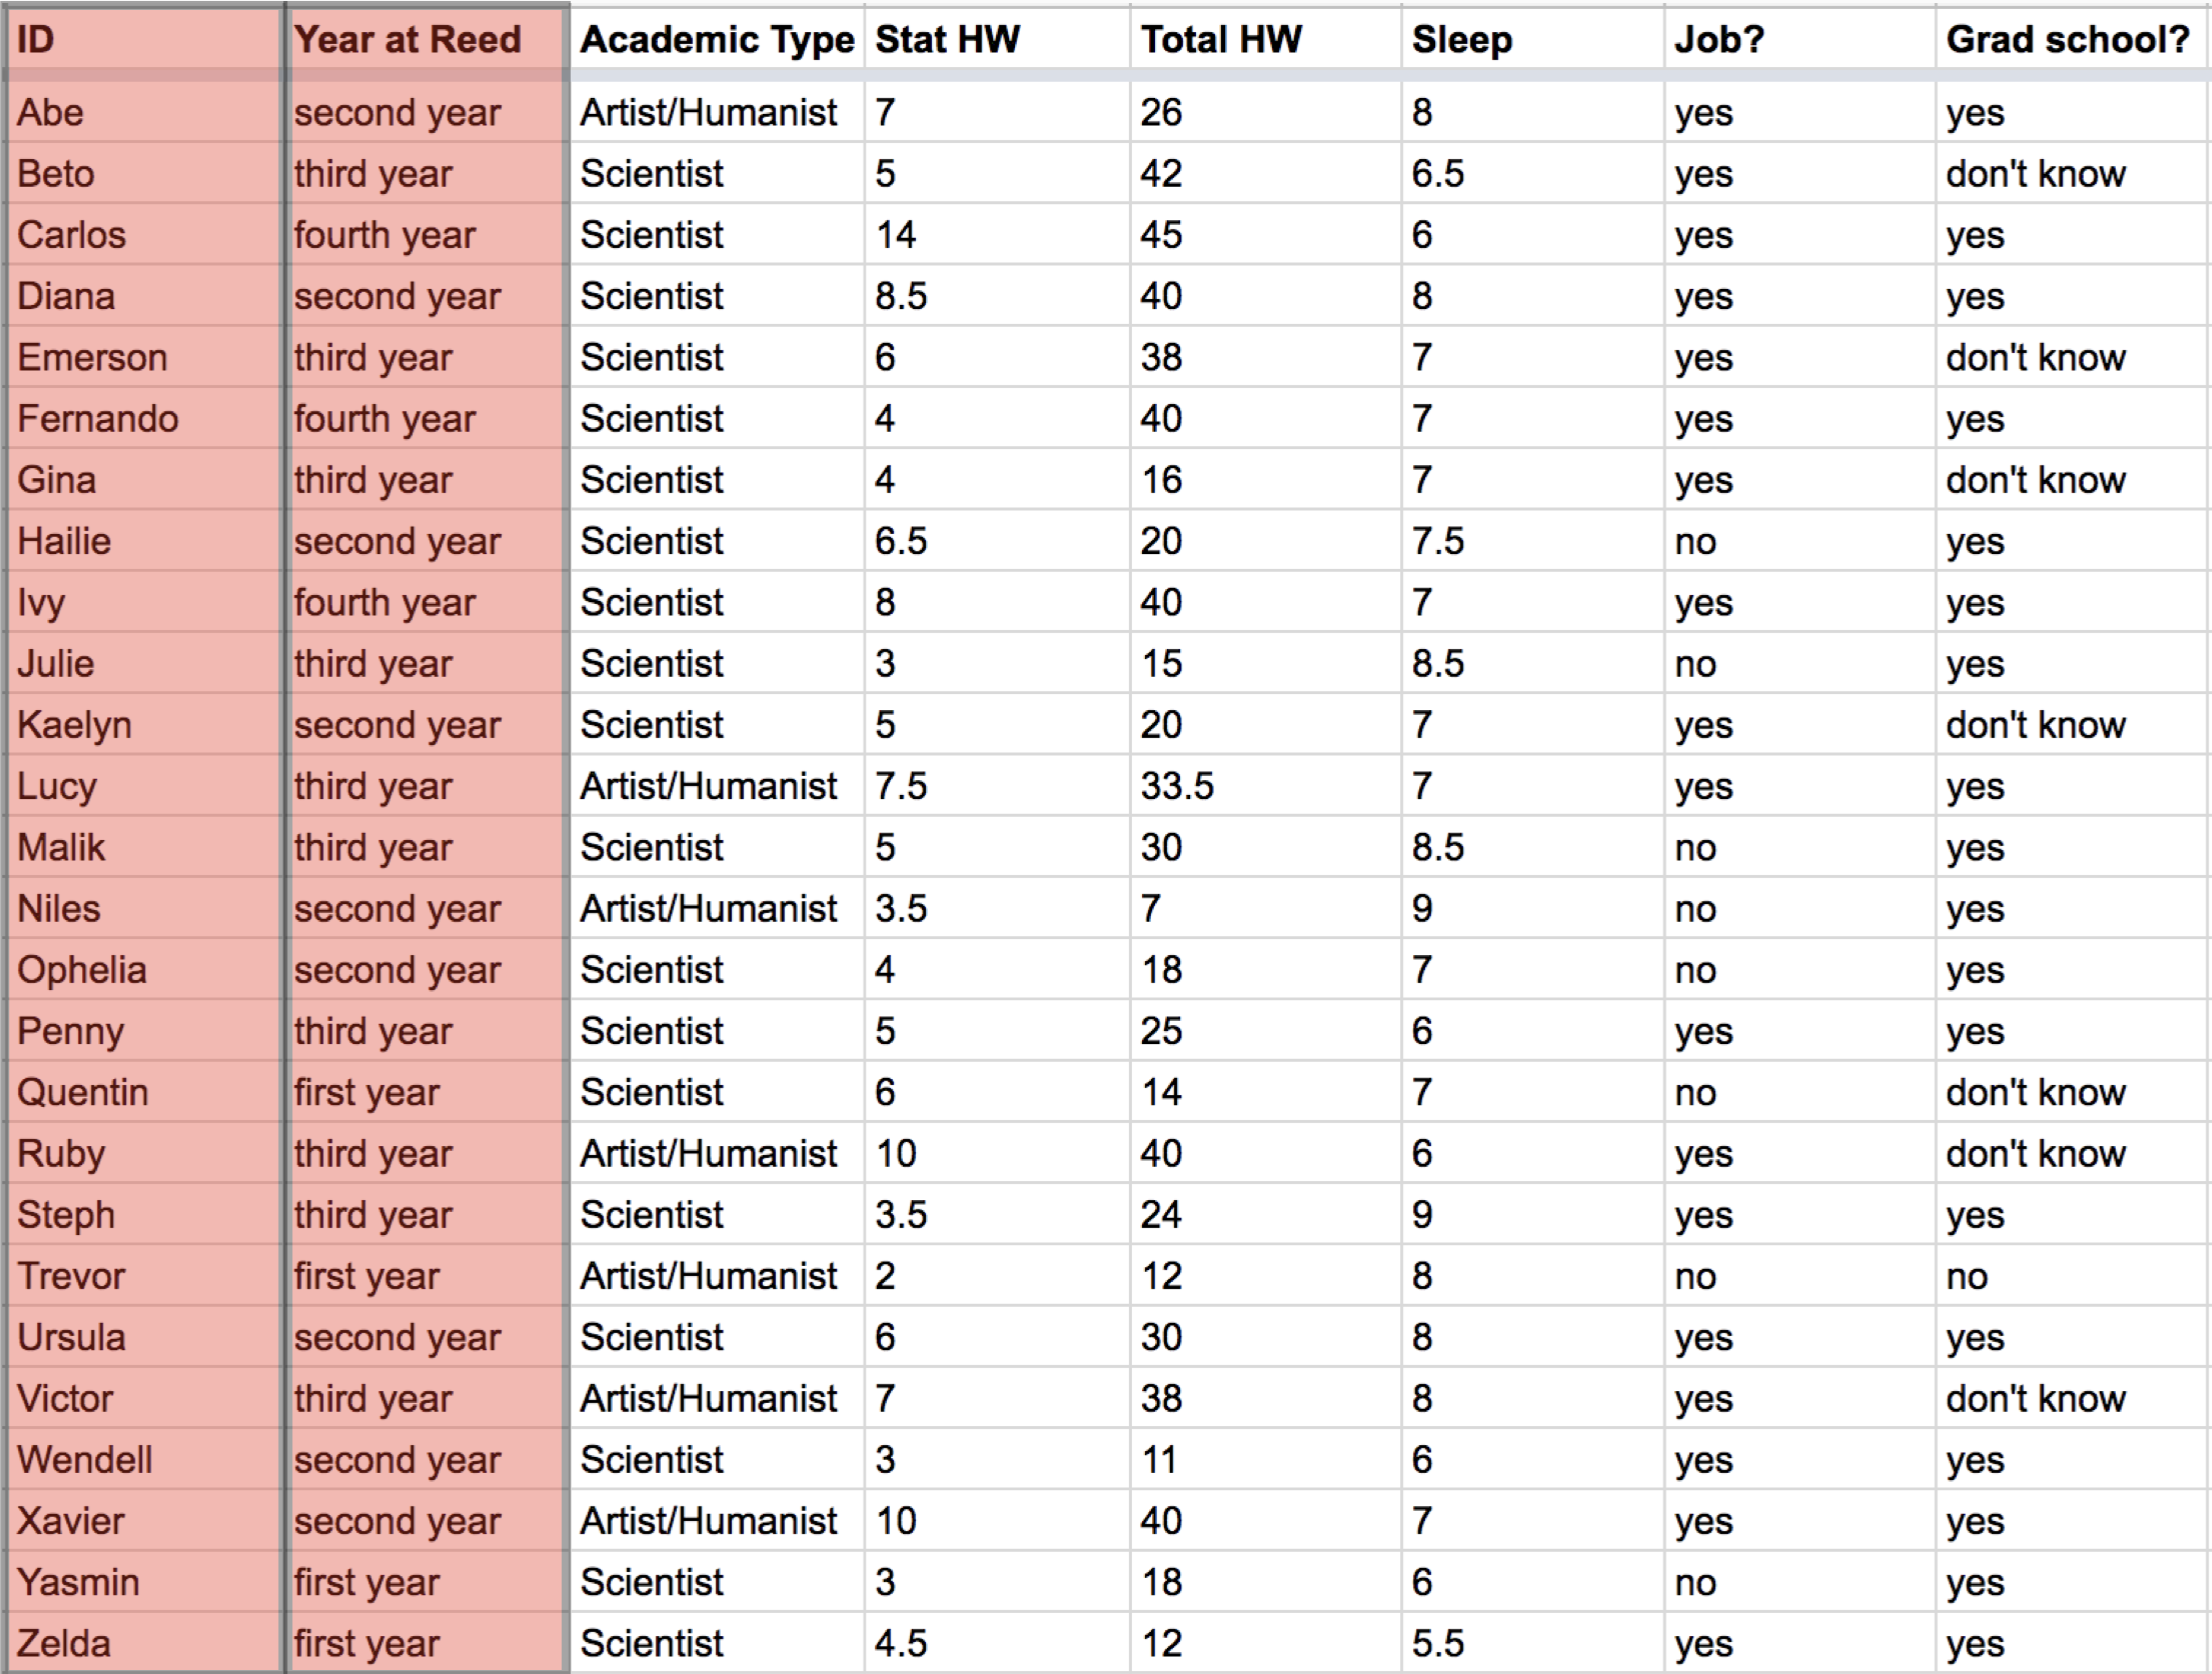 ID Year at Reed Academic Type Stat HW Total HW Sleep Job? Grad school?
Abe second year Artist/Humanist 7 26 8 yes yes
Beto third year Scientist 5 42 6.5 yes don't know
Carlos fourth year Scientist 14 45 6 yes yes
Diana second year Scientist 8.5 40 8 yes yes
Emerson third year Scientist 6 38 7 yes don't know
Fernando fourth year Scientist 4 40 7 yes yes
Gina third year Scientist 4 16 7 yes don't know
Hailie second year Scientist 6.5 20 7.5 no yes
Ivy fourth year Scientist 8 40 7 yes yes
Julie third year Scientist 3 15 8.5 no yes
Kaelyn second year Scientist 5 20 7 yes don't know
Lucy third year Artist/Humanist 7.5 33.5 7 yes yes
Malik third year Scientist 5 30 8.5 no yes
Niles second year Artist/Humanist 3.5 7 9 no yes
Ophelia second year Scientist 4 18 7 no yes
Penny third year Scientist 5 25 6 yes yes
Quentin first year Scientist 6 14 7 no don't know
Ruby third year Artist/Humanist 10 40 6 yes don't know
Steph third year Scientist 3.5 24 9 yes yes
Trevor first year Artist/Humanist 2 12 8 no no
Ursula second year Scientist 6 30 8 yes yes
Victor third year Artist/Humanist 7 38 8 yes don't know
Wendell second year Scientist 3 11 6 yes yes
Xavier second year Artist/Humanist 10 40 7 yes yes
Yasmin first year Scientist 3 18 6 no yes
Zelda first year Scientist 4.5 12 5.5 yes yes